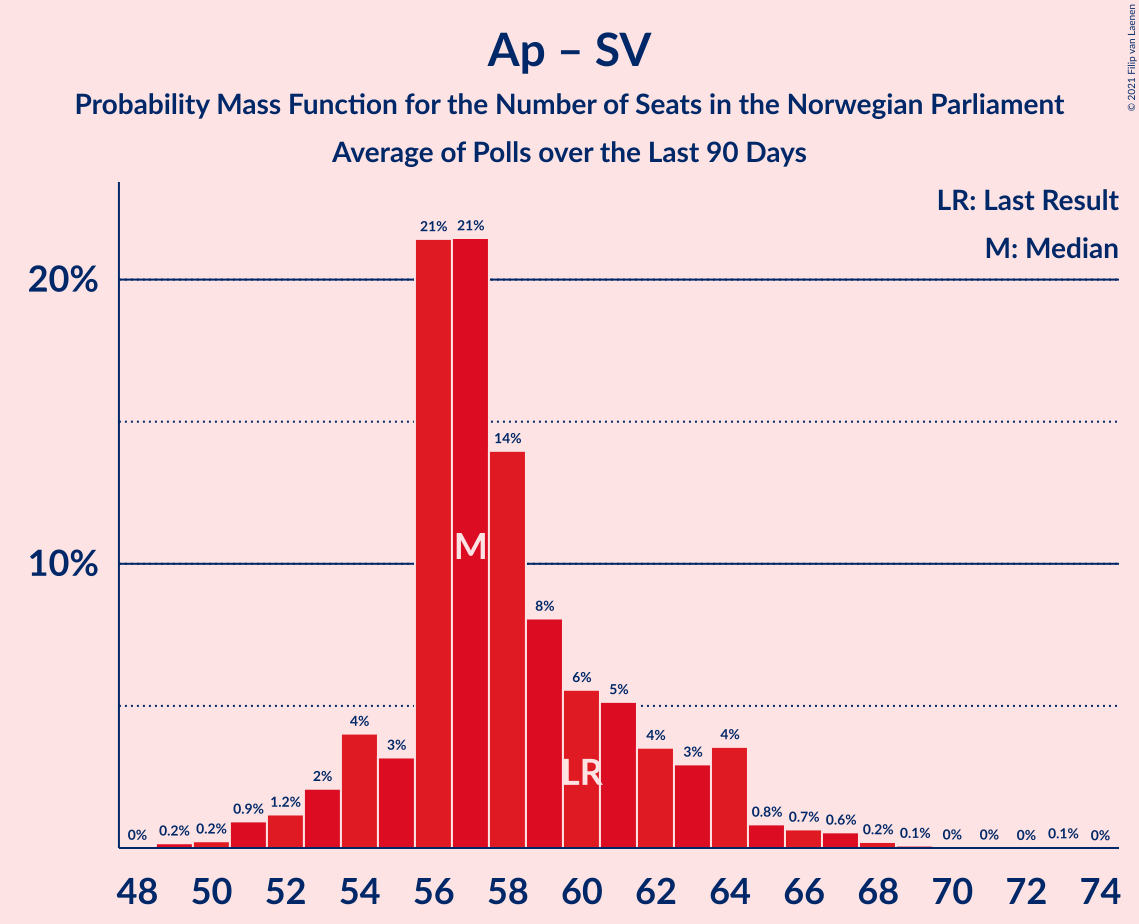 Ap – SV
Probability Mass Function for the Number of Seats in the Norwegian Parliament
Average of Polls over the Last 90 Days
© 2021 Filip van Laenen
LR: Last Result
M: Median
20%
10%
0% 0.2% 0.2% 0.9% 1.2% 2% 4% 3% 21% 21% 14% 8% 6% 5% 4% 3% 4% 0.8% 0.7% 0.6% 0.2% 0.1% 0% 0% 0% 0.1% 0%
M
LR
48 50 52 54 56 58 60 62 64 66 68 70 72 74